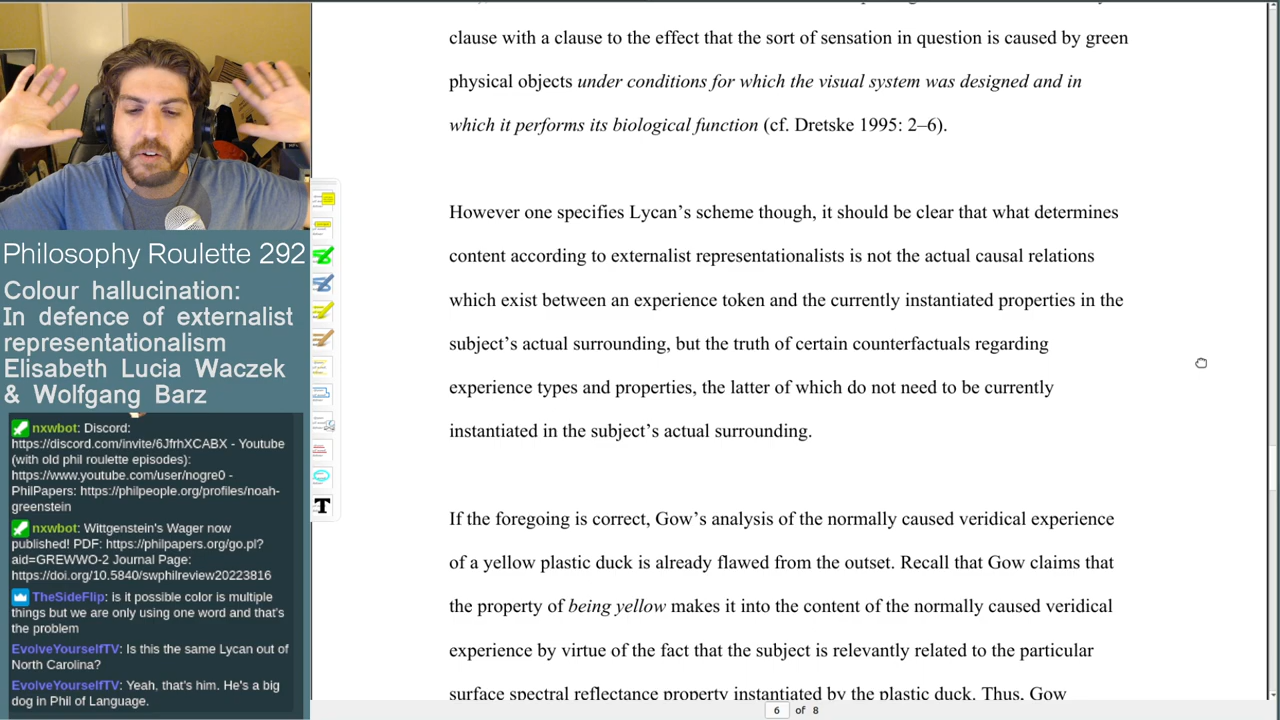 clause with a clause to the effect that the sort of sensation in question is caused by green
physical objects under conditions for which the visual system was designed and in
which it performs its biological function (cf. Dretske 1995: 2–6).
However one specifies Lycan’s scheme though, it should be clear that what determines
content according to externalist representationalists is not the actual causal relations
which exist between an experience token and the currently instantiated properties in the
subject’s actual surrounding, but the truth of certain counterfactuals regarding
experience types and properties, the latter of which do not need to be currently
instantiated in the subject’s actual surrounding.
If the foregoing is correct, Gow’s analysis of the normally caused veridical experience
of a yellow plastic duck is already flawed from the outset. Recall that Gow claims that
the property of being yellow makes it into the content of the normally caused veridical
experience by virtue of the fact that the subject is relevantly related to the particular
surface spectral reflectance property instantiated by the plastic duck. Thus, Gow
6 of 8
T
Philosophy Roulette 292
Colour hallucination:
In defence of externalist
representationalism
Elisabeth Lucia Waczek
& Wolfgang Barz
nxwbot: Discord:
https://discord.com/invite/6JfrhXCABX - Youtube
(with old phil roulette episodes):
https://www.youtube.com/user/nogre0 -
PhilPapers: https://philpeople.org/profiles/noah-
greenstein
nxwbot: Wittgenstein's Wager now
published! PDF: https://philpapers.org/go.pl?
aid=GREWWO-2 Journal Page:
https://doi.org/10.5840/swphilreview20223816
TheSideFlip: is it possible color is multiple
things but we are only using one word and that's
the problem
EvolveYourselfTV: Is this the same Lycan out of
North Carolina?
EvolveYourselfTV: Yeah, that's him. He's a big
dog in Phil of Language.